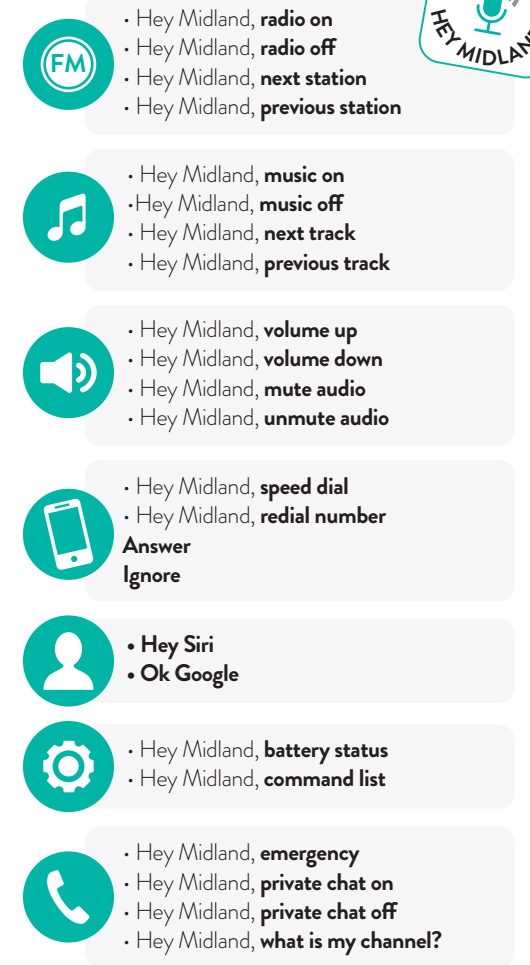 • Hey Midland, radio on
• Hey Midland, radio off
• Hey Midland, next station
• Hey Midland, previous station
FM
HEY MIDLAN
• Hey Midland, music on
•Hey Midland, music off
• Hey Midland, next track
• Hey Midland, previous track
• Hey Midland, volume up
• Hey Midland, volume down
• Hey Midland, mute audio
• Hey Midland, unmute audio
• Hey Midland, speed dial
• Hey Midland, redial number
Answer
Ignore
• Hey Siri
• Ok Google
• Hey Midland, battery status
• Hey Midland, command list
• Hey Midland, emergency
• Hey Midland, private chat on
• Hey Midland, private chat off
• Hey Midland, what is my channel?